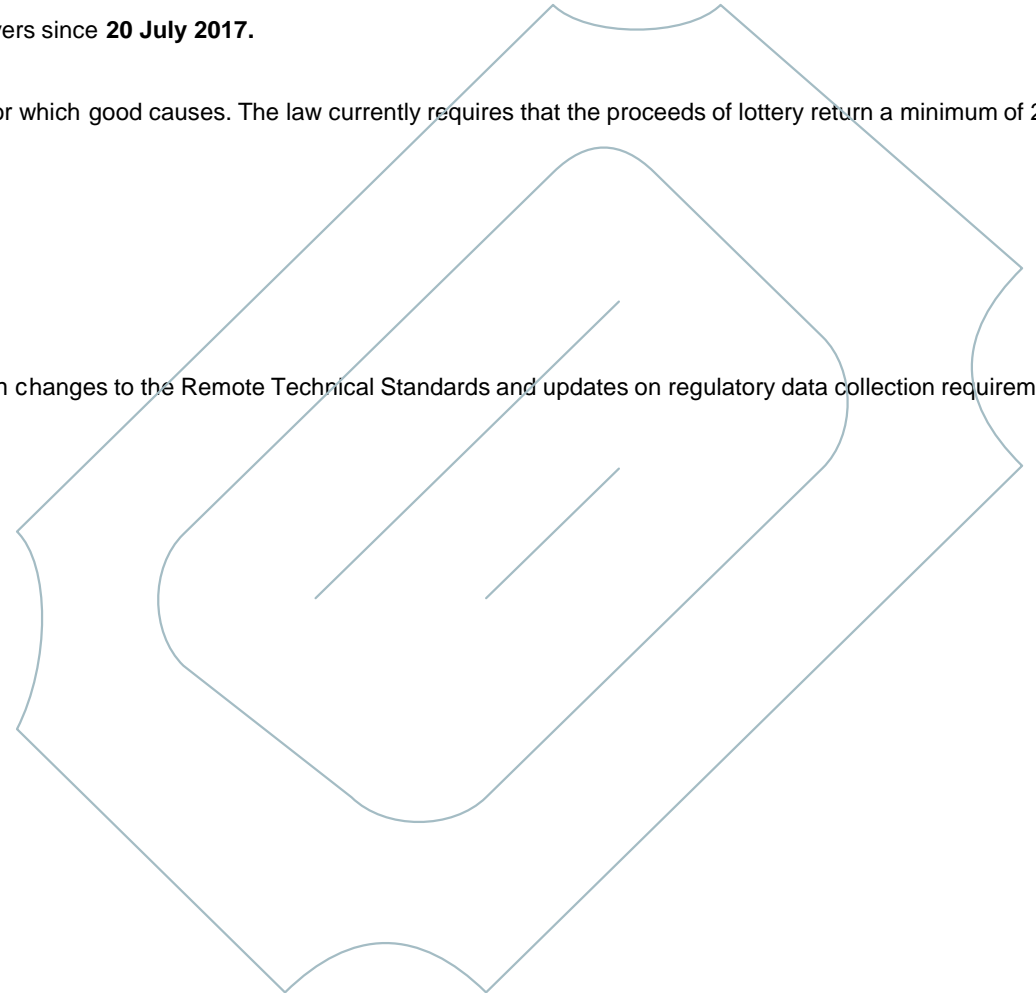 ers since 20 July 2017.
or which good causes. The law currently requires that the proceeds of lottery return a minimum of 2
changes to the Remote Technical Standards and updates on regulatory data collection requirem